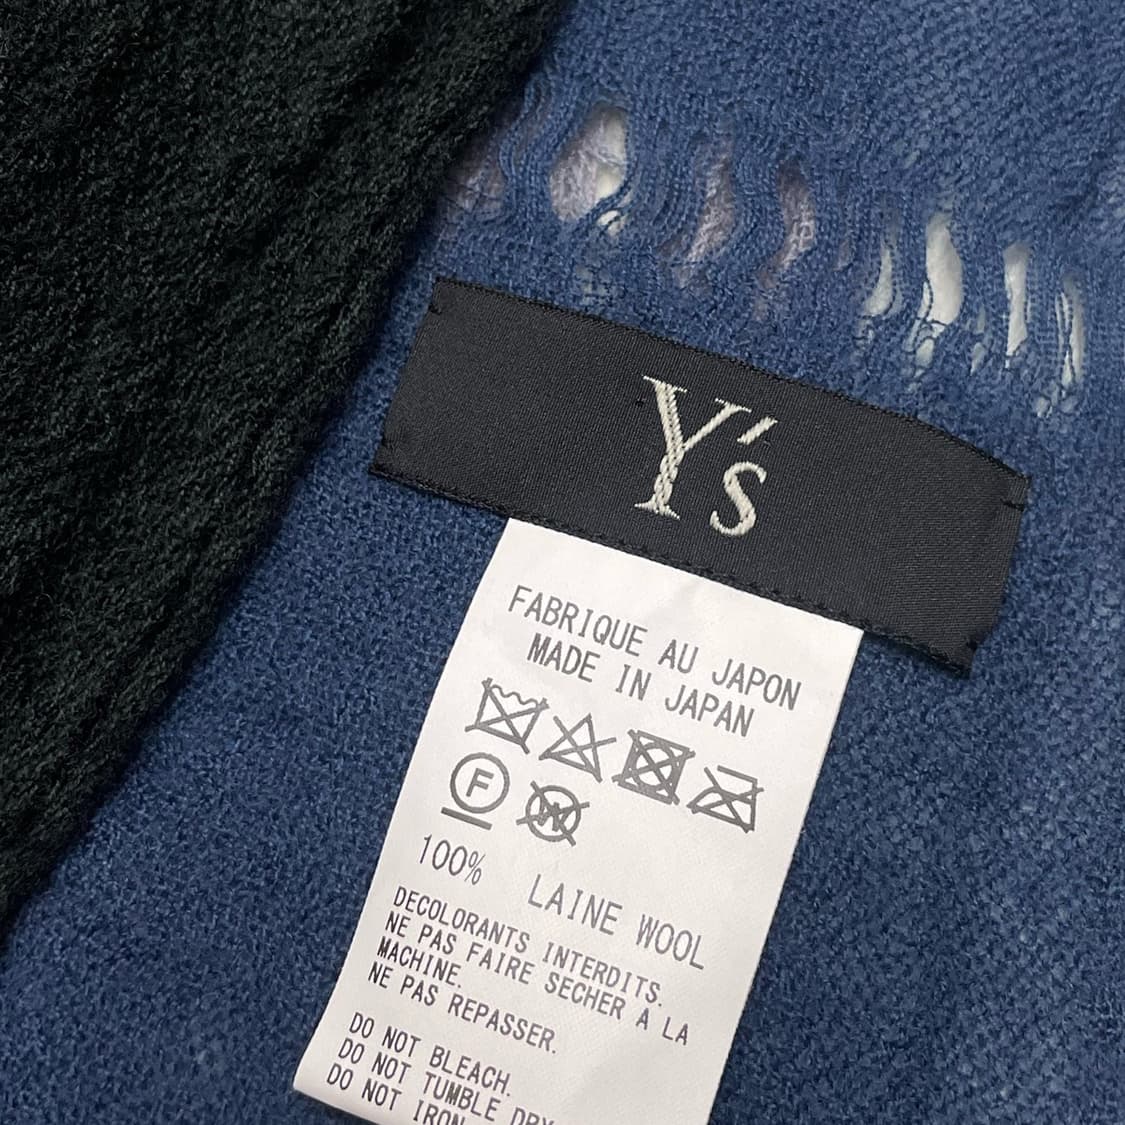 Y's
FABRIQUE AU JAPON
MADE IN JAPAN
F
W
100% LAINE WOOL
DECOLORANTS INTERDITS.
NE PAS FAIRE SECHER A LA
MACHINE.
NE PAS REPASSER.
DO NOT BLEACH.
DO NOT TUMBLE DRY
DO NOT IRON